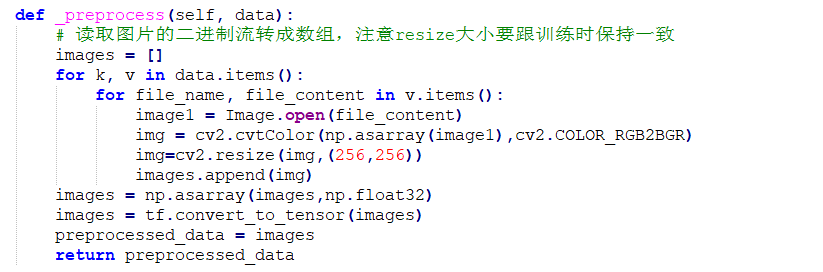 def _preprocess(self, data):
    # 读取图片的二进制流转成数组，注意resize大小要跟训练时保持一致
    images = []
    for k, v in data.items():
        for file_name, file_content in v.items():
            image1 = Image.open(file_content)
            img = cv2.cvtColor(np.asarray(image1),cv2.COLOR_RGB2BGR)
            img=cv2.resize(img,(256,256))
            images.append(img)
    images = np.asarray(images,np.float32)
    images = tf.convert_to_tensor(images)
    preprocessed_data = images
    return preprocessed_data